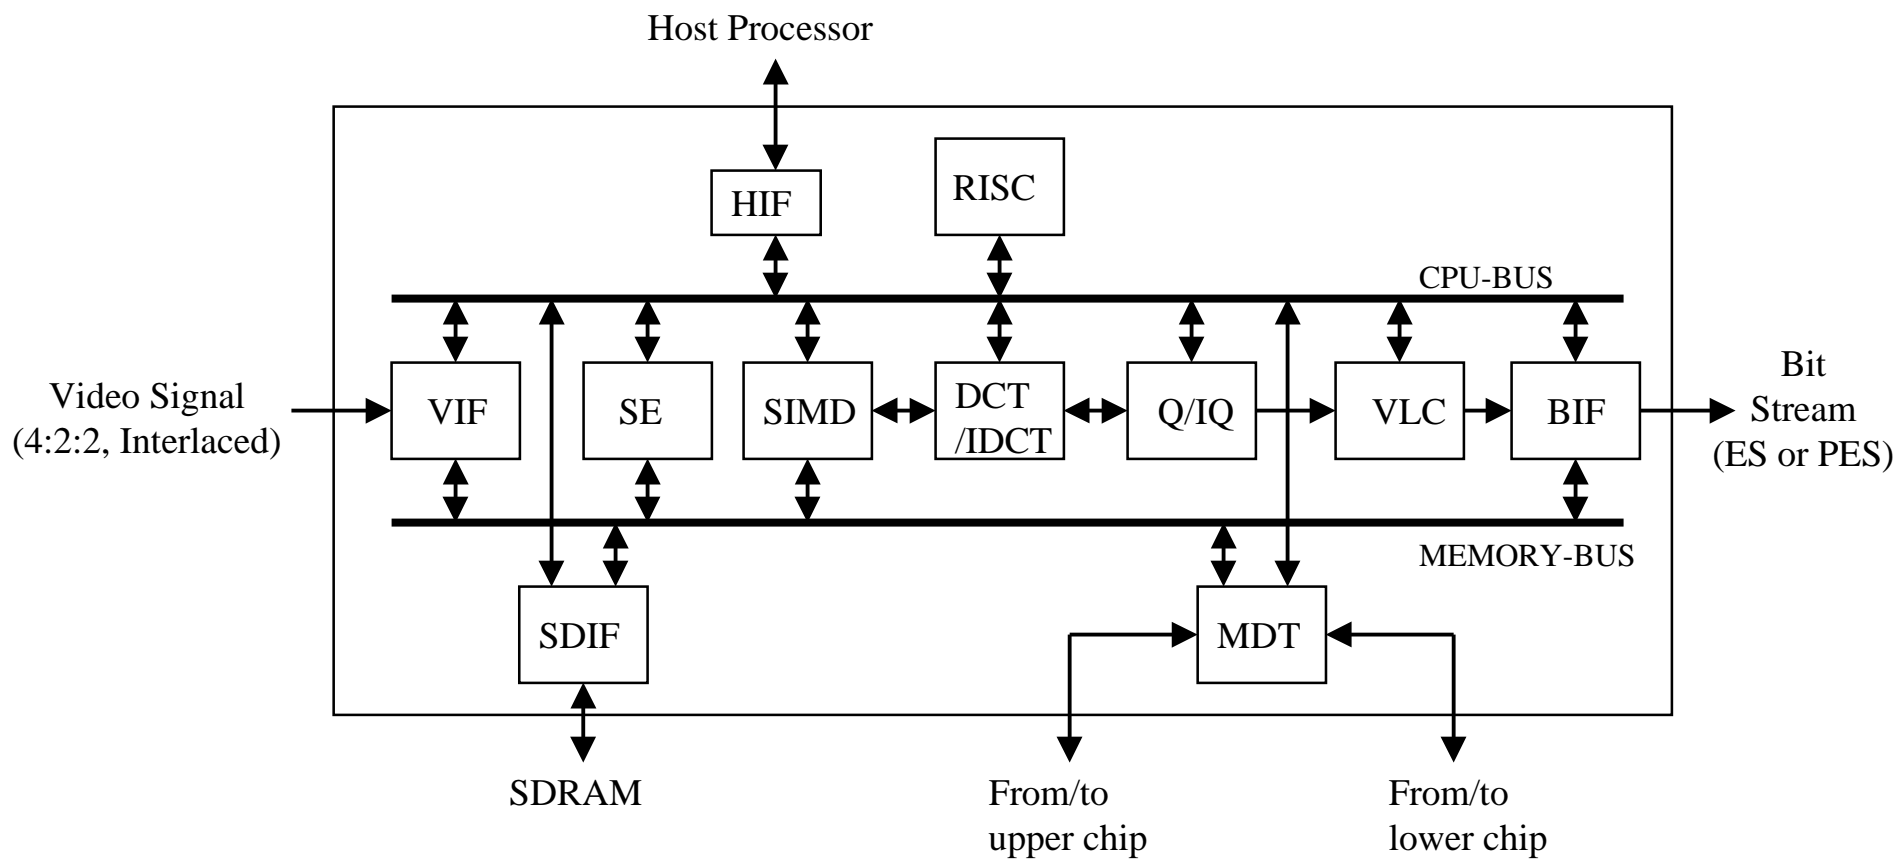 Host Processor
HIF
RISC
CPU-BUS
Video Signal
(4:2:2, Interlaced)
VIF
SE
SIMD
DCT
/IDCT
Q/IQ
VLC
BIF
Bit
Stream
(ES or PES)
MEMORY-BUS
SDIF
MDT
SDRAM
From/to
upper chip
From/to
lower chip